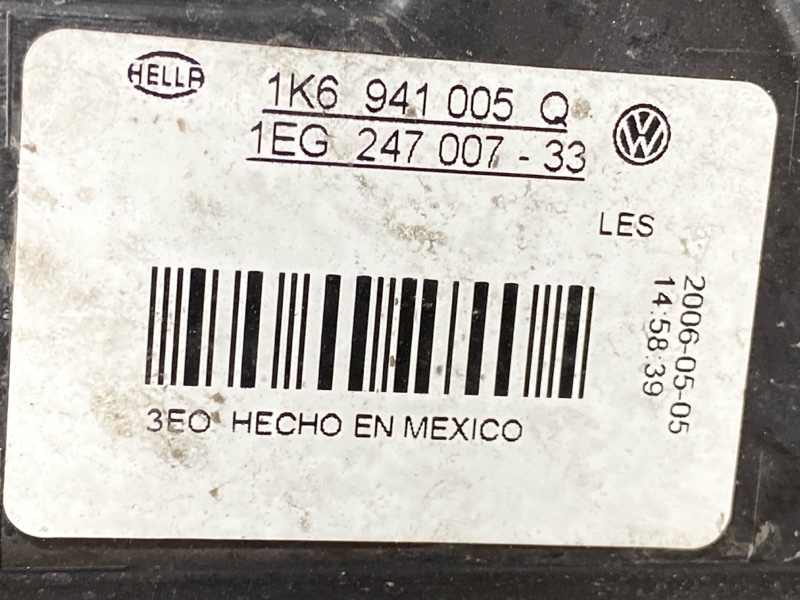 HELLA
1K6 941 005 Q
1EG 247 007 - 33
LES
2006-05-05
14:58:39
3EO HECHO EN MEXICO